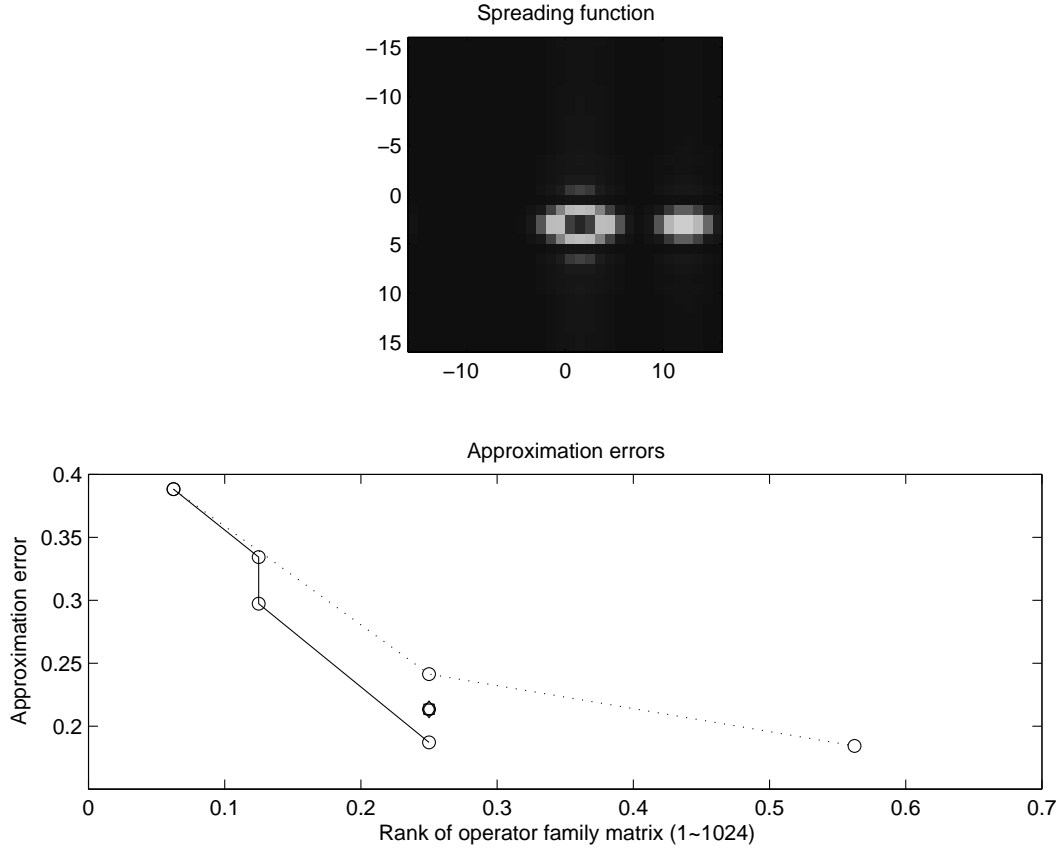 Spreading function
−15
−10
−5
0
5
10
15
−10 0 10
Approximation errors
0.4
0.35
0.3
0.25
0.2
Approximation error
0 0.1 0.2 0.3 0.4 0.5 0.6 0.7
Rank of operator family matrix (1~1024)